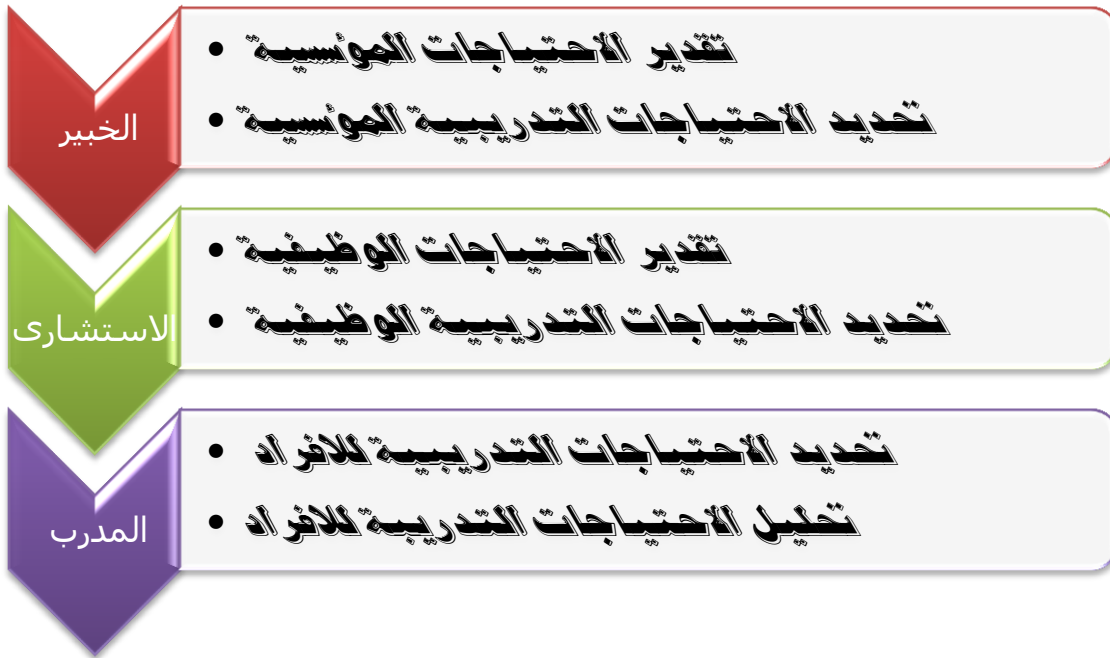 الخبير
تقدير الاحتياجات المؤسسية
تحديد الاحتياجات التدريبية المؤسسية
الاستشارى
تقدير الاحتياجات الوظيفية
تحديد الاحتياجات التدريبية الوظيفية
المدرب
تحديد الاحتياجات التدريبية للافراد
تحليل الاحتياجات التدريبة للافراد